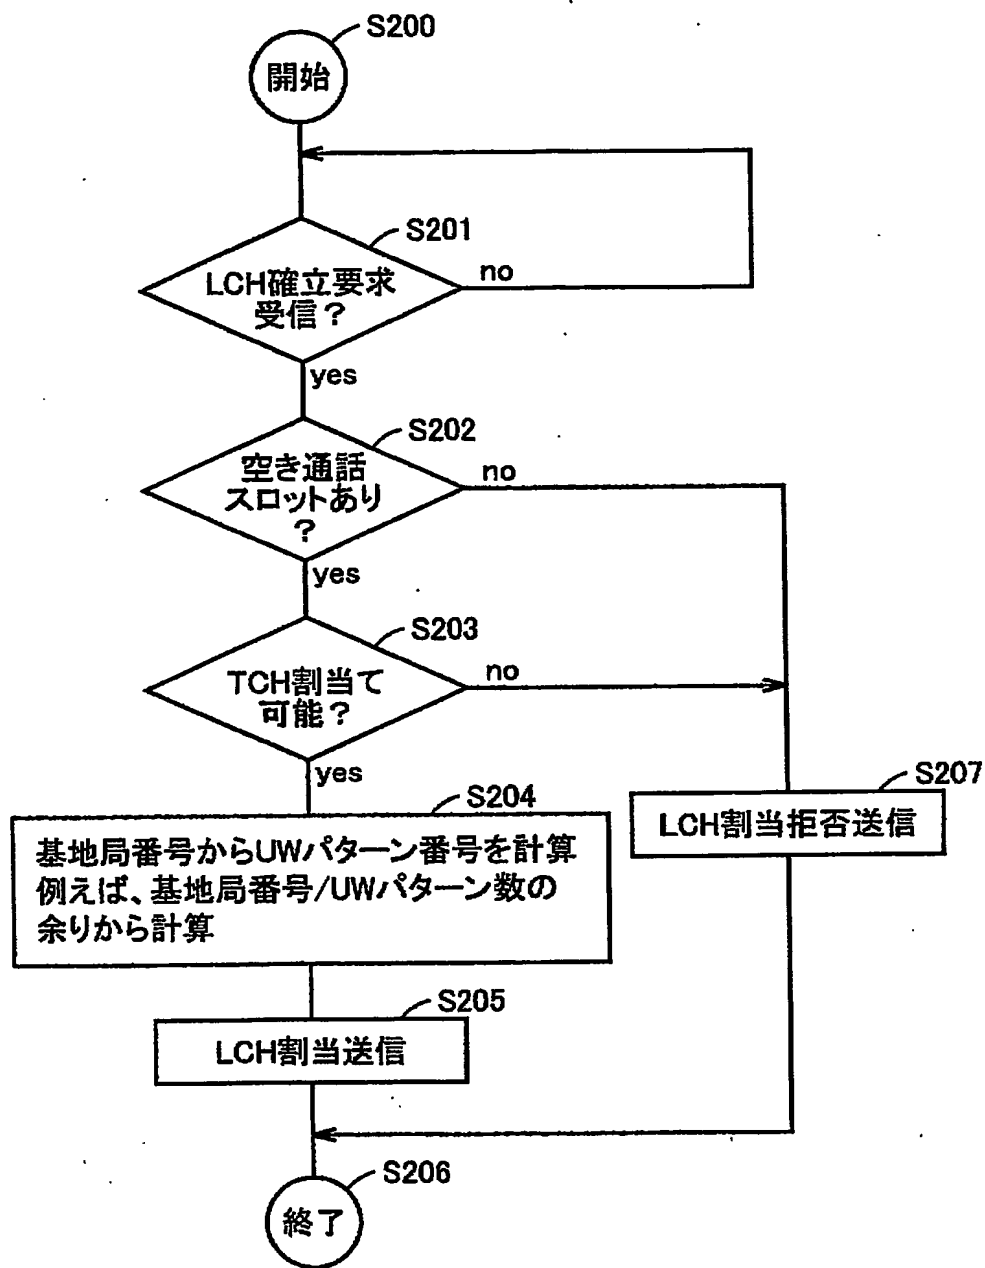 S200
開始
S201
LCH確立要求
受信？
no
yes
S202
空き通話
スロットあり
？
no
yes
S203
TCH割当て
可能？
no
yes
S204
基地局番号からUWパターン番号を計算
例えば、基地局番号/UWパターン数の
余りから計算
S207
LCH割当拒否送信
S205
LCH割当送信
S206
終了